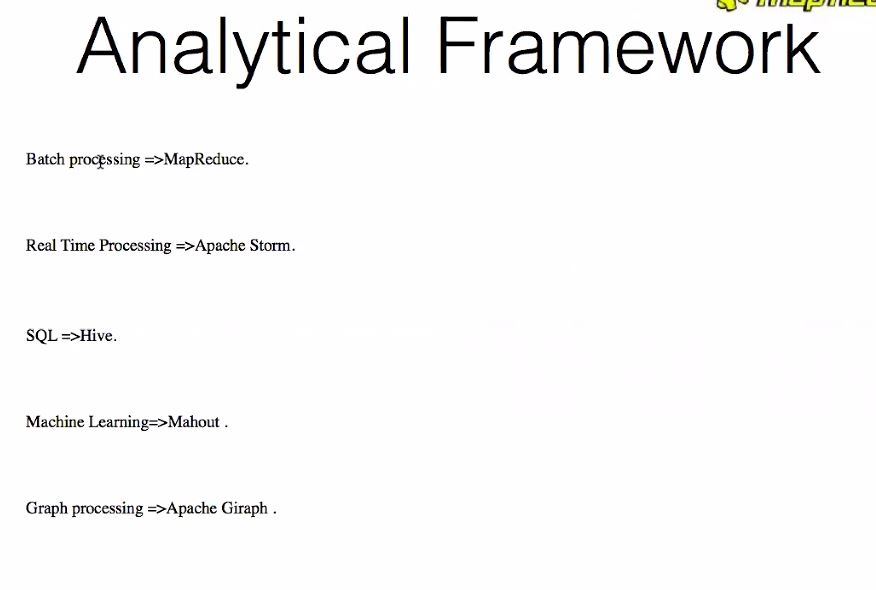 Analytical Framework
Batch processing =>MapReduce.
Real Time Processing =>Apache Storm.
SQL =>Hive.
Machine Learning=>Mahout .
Graph processing =>Apache Giraph .